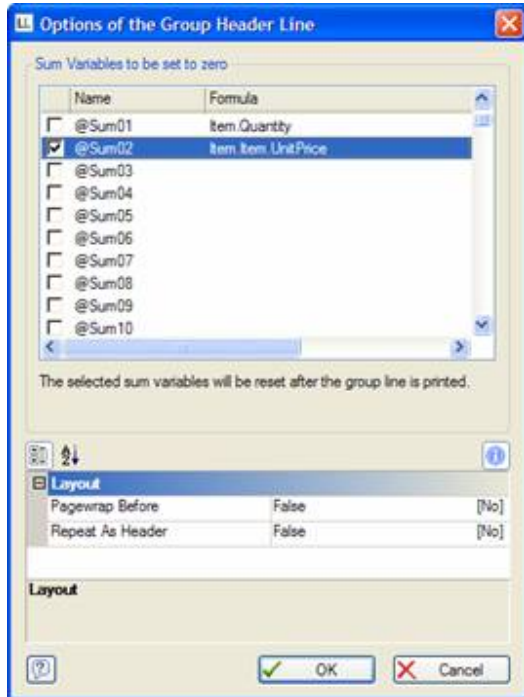 LL Options of the Group Header Line
Sum Variables to be set to zero
Name Formula
@Sum01 Item.Quantity
@Sum02 Item.Item.UnitPrice
@Sum03
@Sum04
@Sum05
@Sum06
@Sum07
@Sum08
@Sum09
@Sum10
The selected sum variables will be reset after the group line is printed.
Layout
Pagewrap Before False [No]
Repeat As Header False [No]
Layout
OK Cancel